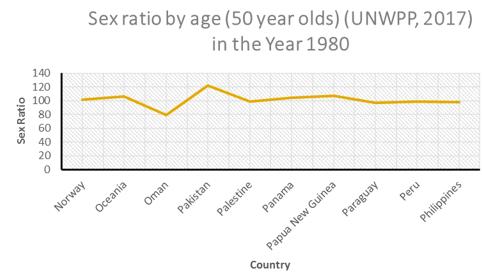 Sex ratio by age (50 year olds) (UNWPP, 2017)
in the Year 1980
140
120
100
80
60
40
20
0
Sex Ratio
Norway
Oceania
Oman
Pakistan
Palestine
Panama
Papua New Guinea
Paraguay
Peru
Philippines
Country